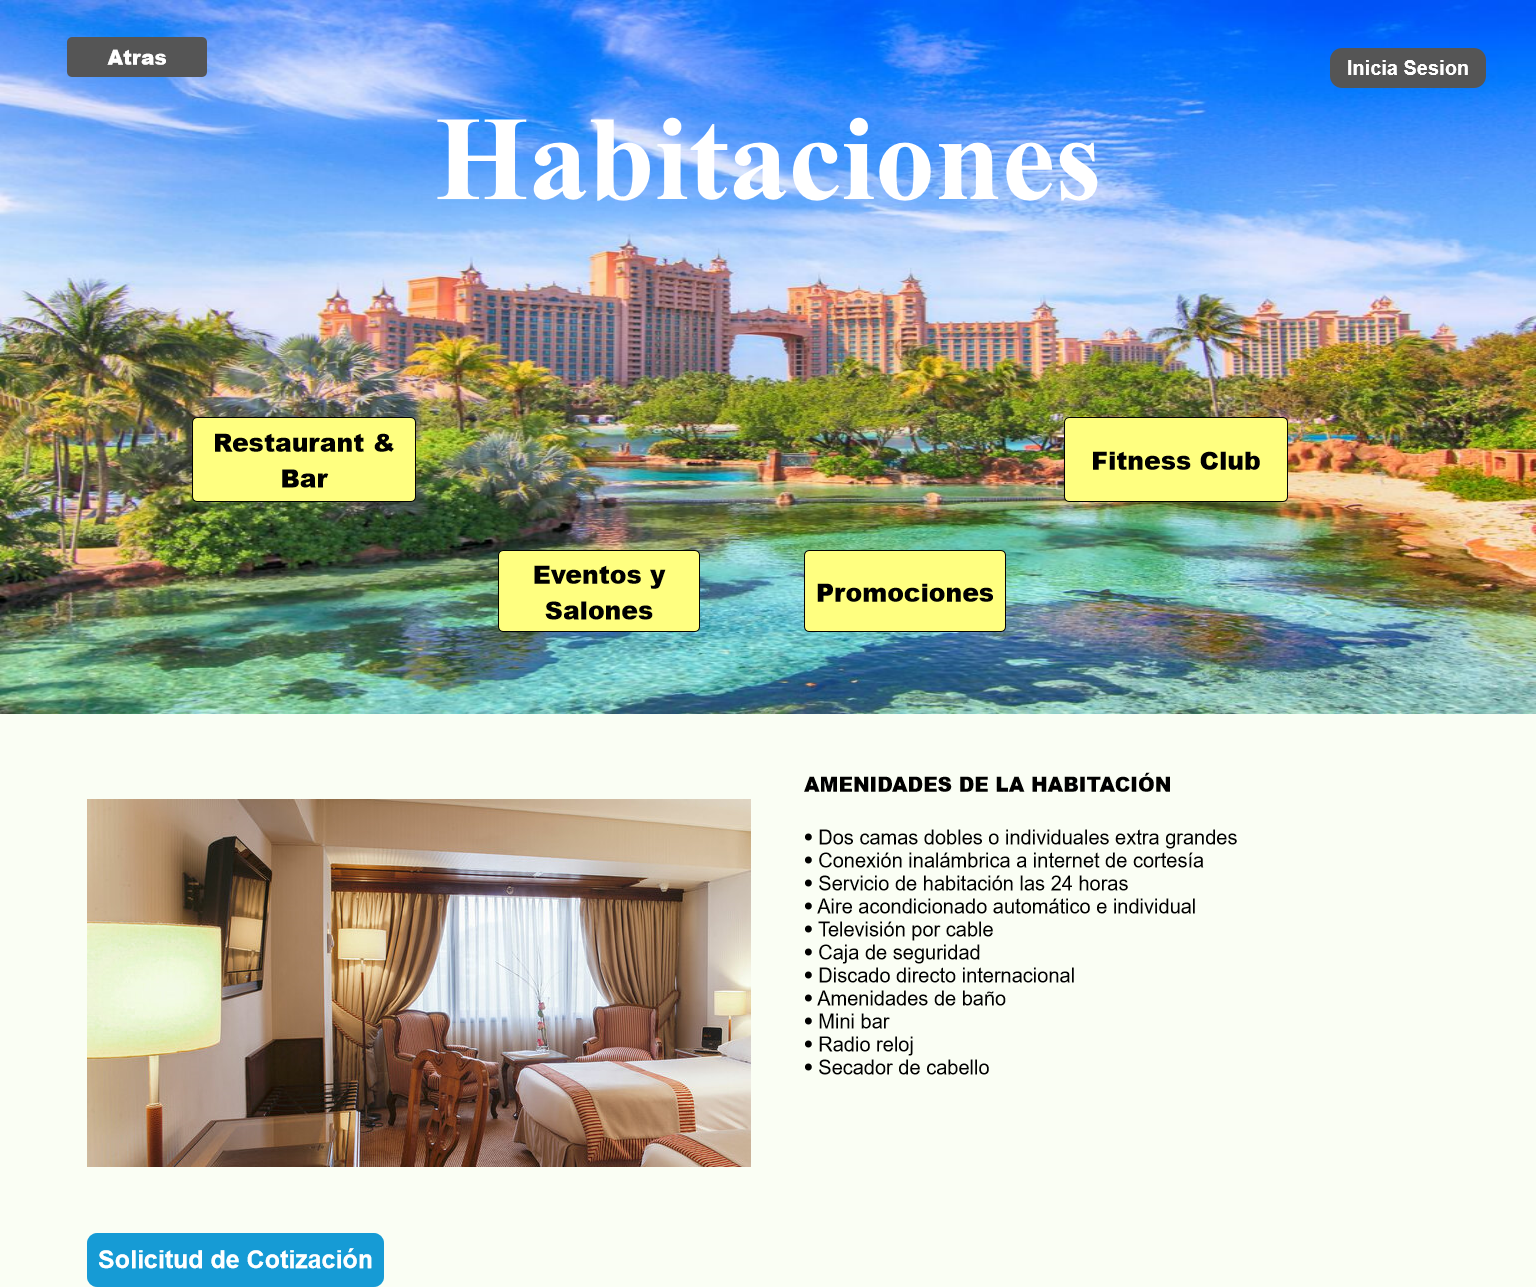 Atras
Inicia Sesion
Habitaciones
Restaurant &
Bar
Fitness Club
Eventos y
Salones
Promociones
AMENIDADES DE LA HABITACIÓN
• Dos camas dobles o individuales extra grandes
• Conexión inalámbrica a internet de cortesía
• Servicio de habitación las 24 horas
• Aire acondicionado automático e individual
• Televisión por cable
• Caja de seguridad
• Discado directo internacional
• Amenidades de baño
• Mini bar
• Radio reloj
• Secador de cabello
Solicitud de Cotización